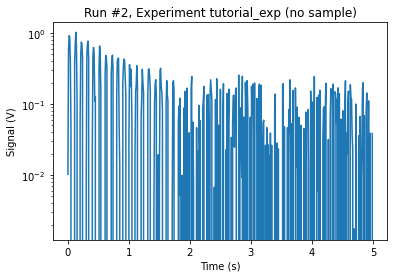 Run #2, Experiment tutorial_exp (no sample)
10⁰
10⁻¹
10⁻²
Signal (V)
0 1 2 3 4 5
Time (s)